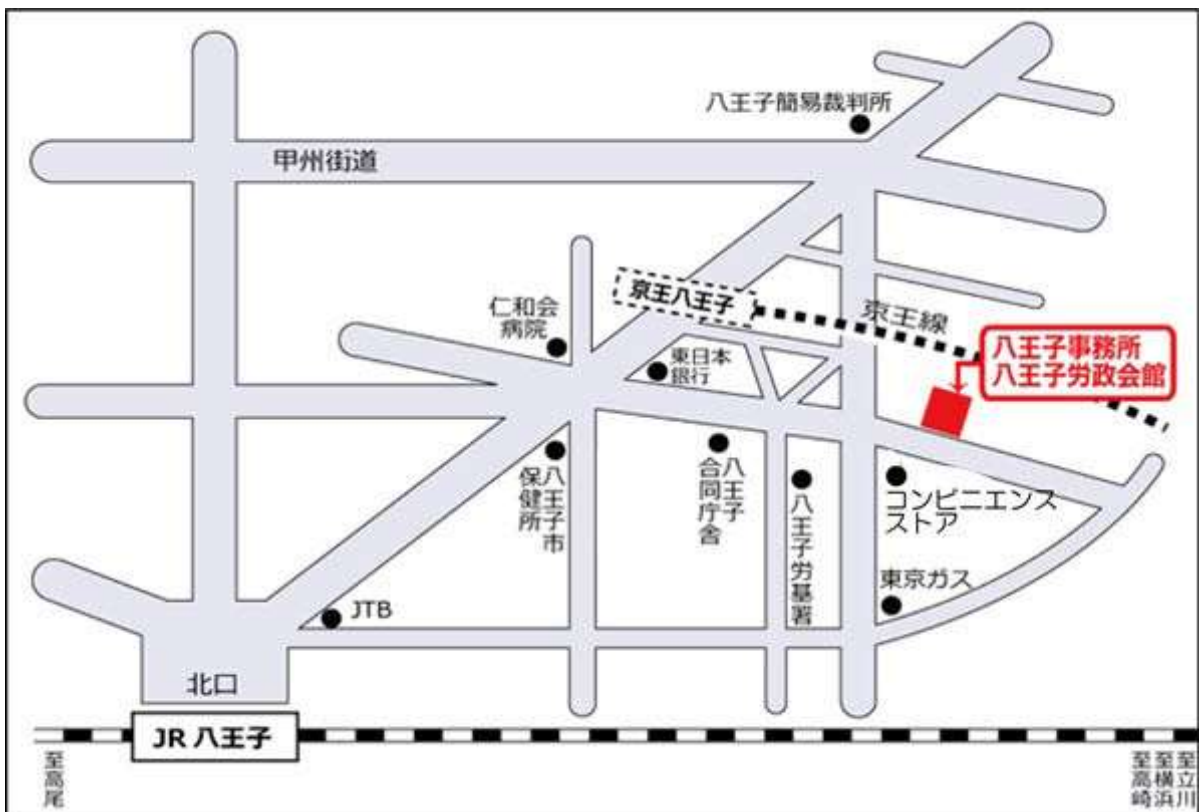 八王子簡易裁判所
甲州街道
京王八王子
京王線
仁和会
病院
東日本
銀行
八王子事務所
八王子労政会館
八王子市
保健所
八王子
合同庁舎
八王子労基署
コンビニエンス
ストア
東京ガス
JTB
北口
JR 八王子
至高尾
至立川
至横浜
至高崎